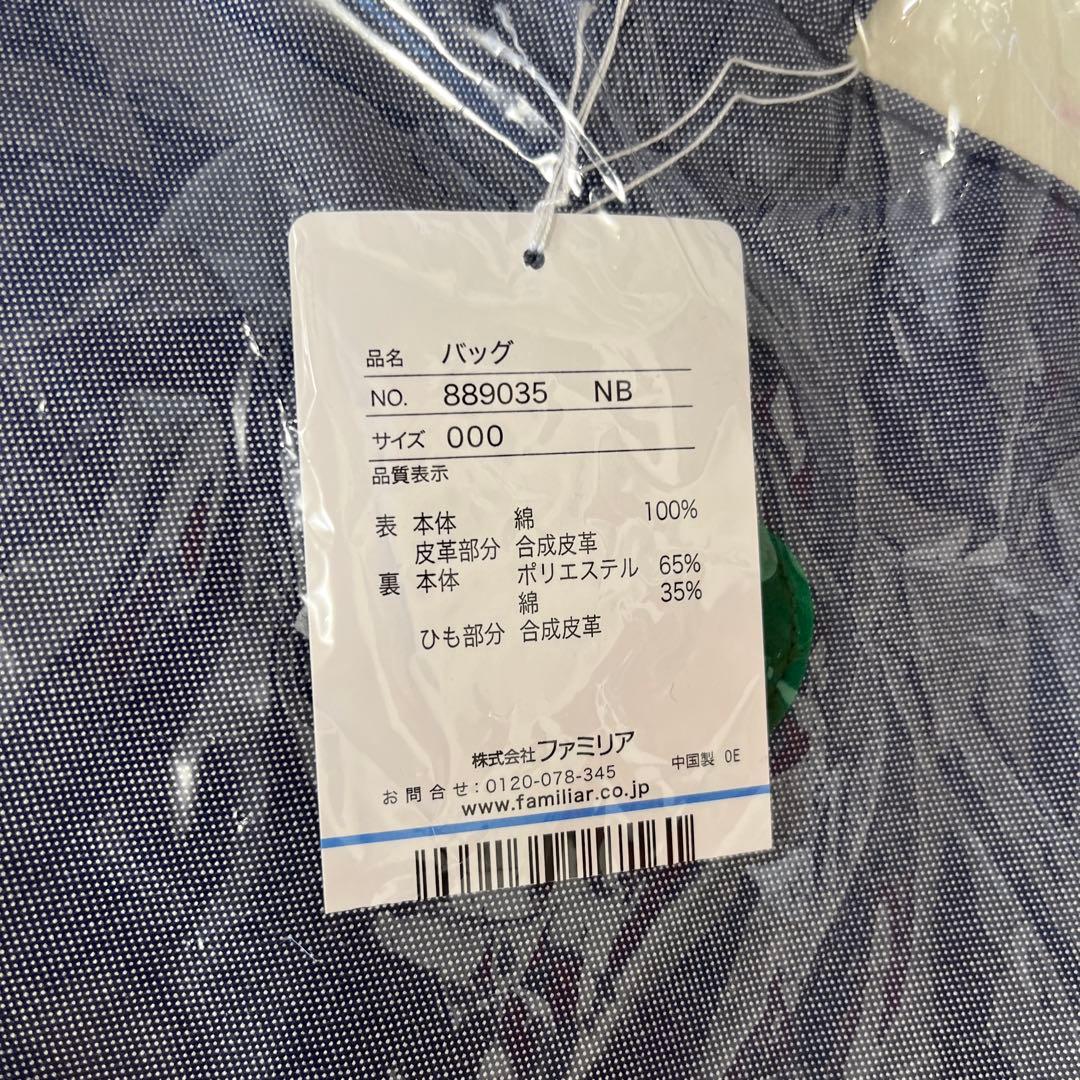 品名 バッグ
NO. 889035 NB
サイズ 000
品質表示
表 本体 綿 100%
皮革部分 合成皮革
裏 本体 ポリエステル 65%
綿 35%
ひも部分 合成皮革
株式会社ファミリア
お問合せ:0120-078-345 中国製 0E
www.familiar.co.jp